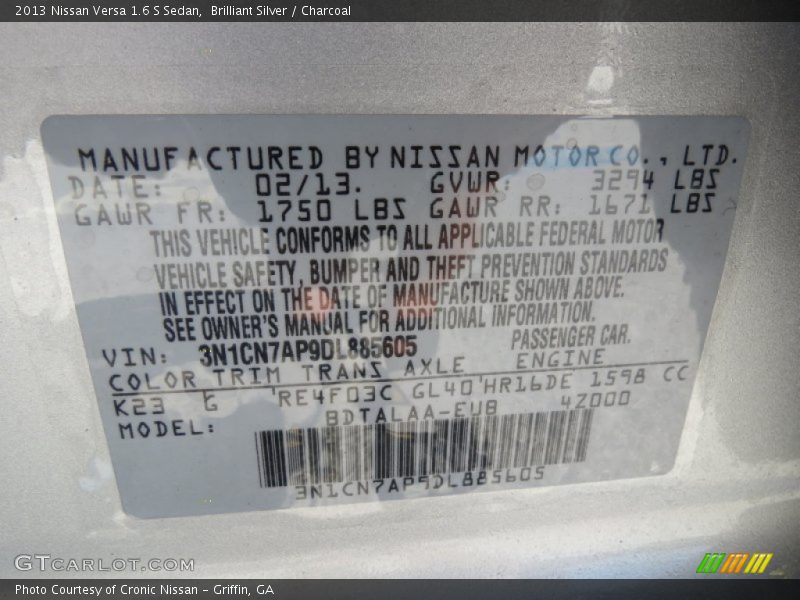 2013 Nissan Versa 1.6 S Sedan,  Brilliant Silver / Charcoal
MANUFACTURED BY NISSAN MOTOR CO., LTD.
DATE: 02/13. GVWR: 3294 LBS
GAWR FR: 1750 LBS GAWR RR: 1671 LBS
THIS VEHICLE CONFORMS TO ALL APPLICABLE FEDERAL MOTOR
VEHICLE SAFETY, BUMPER AND THEFT PREVENTION STANDARDS
IN EFFECT ON THE DATE OF MANUFACTURE SHOWN ABOVE.
SEE OWNER'S MANUAL FOR ADDITIONAL INFORMATION.
VIN: 3N1CN7AP9DL885605 PASSENGER CAR.
COLOR TRIM TRANS AXLE ENGINE
K23 G RE4F03C GL40 HR16DE 1598 CC
MODEL: BDTALAA-EUB 4Z000
3N1CN7AP9DL885605
GTCARLOT.COM
Photo Courtesy of Cronic Nissan - Griffin, GA